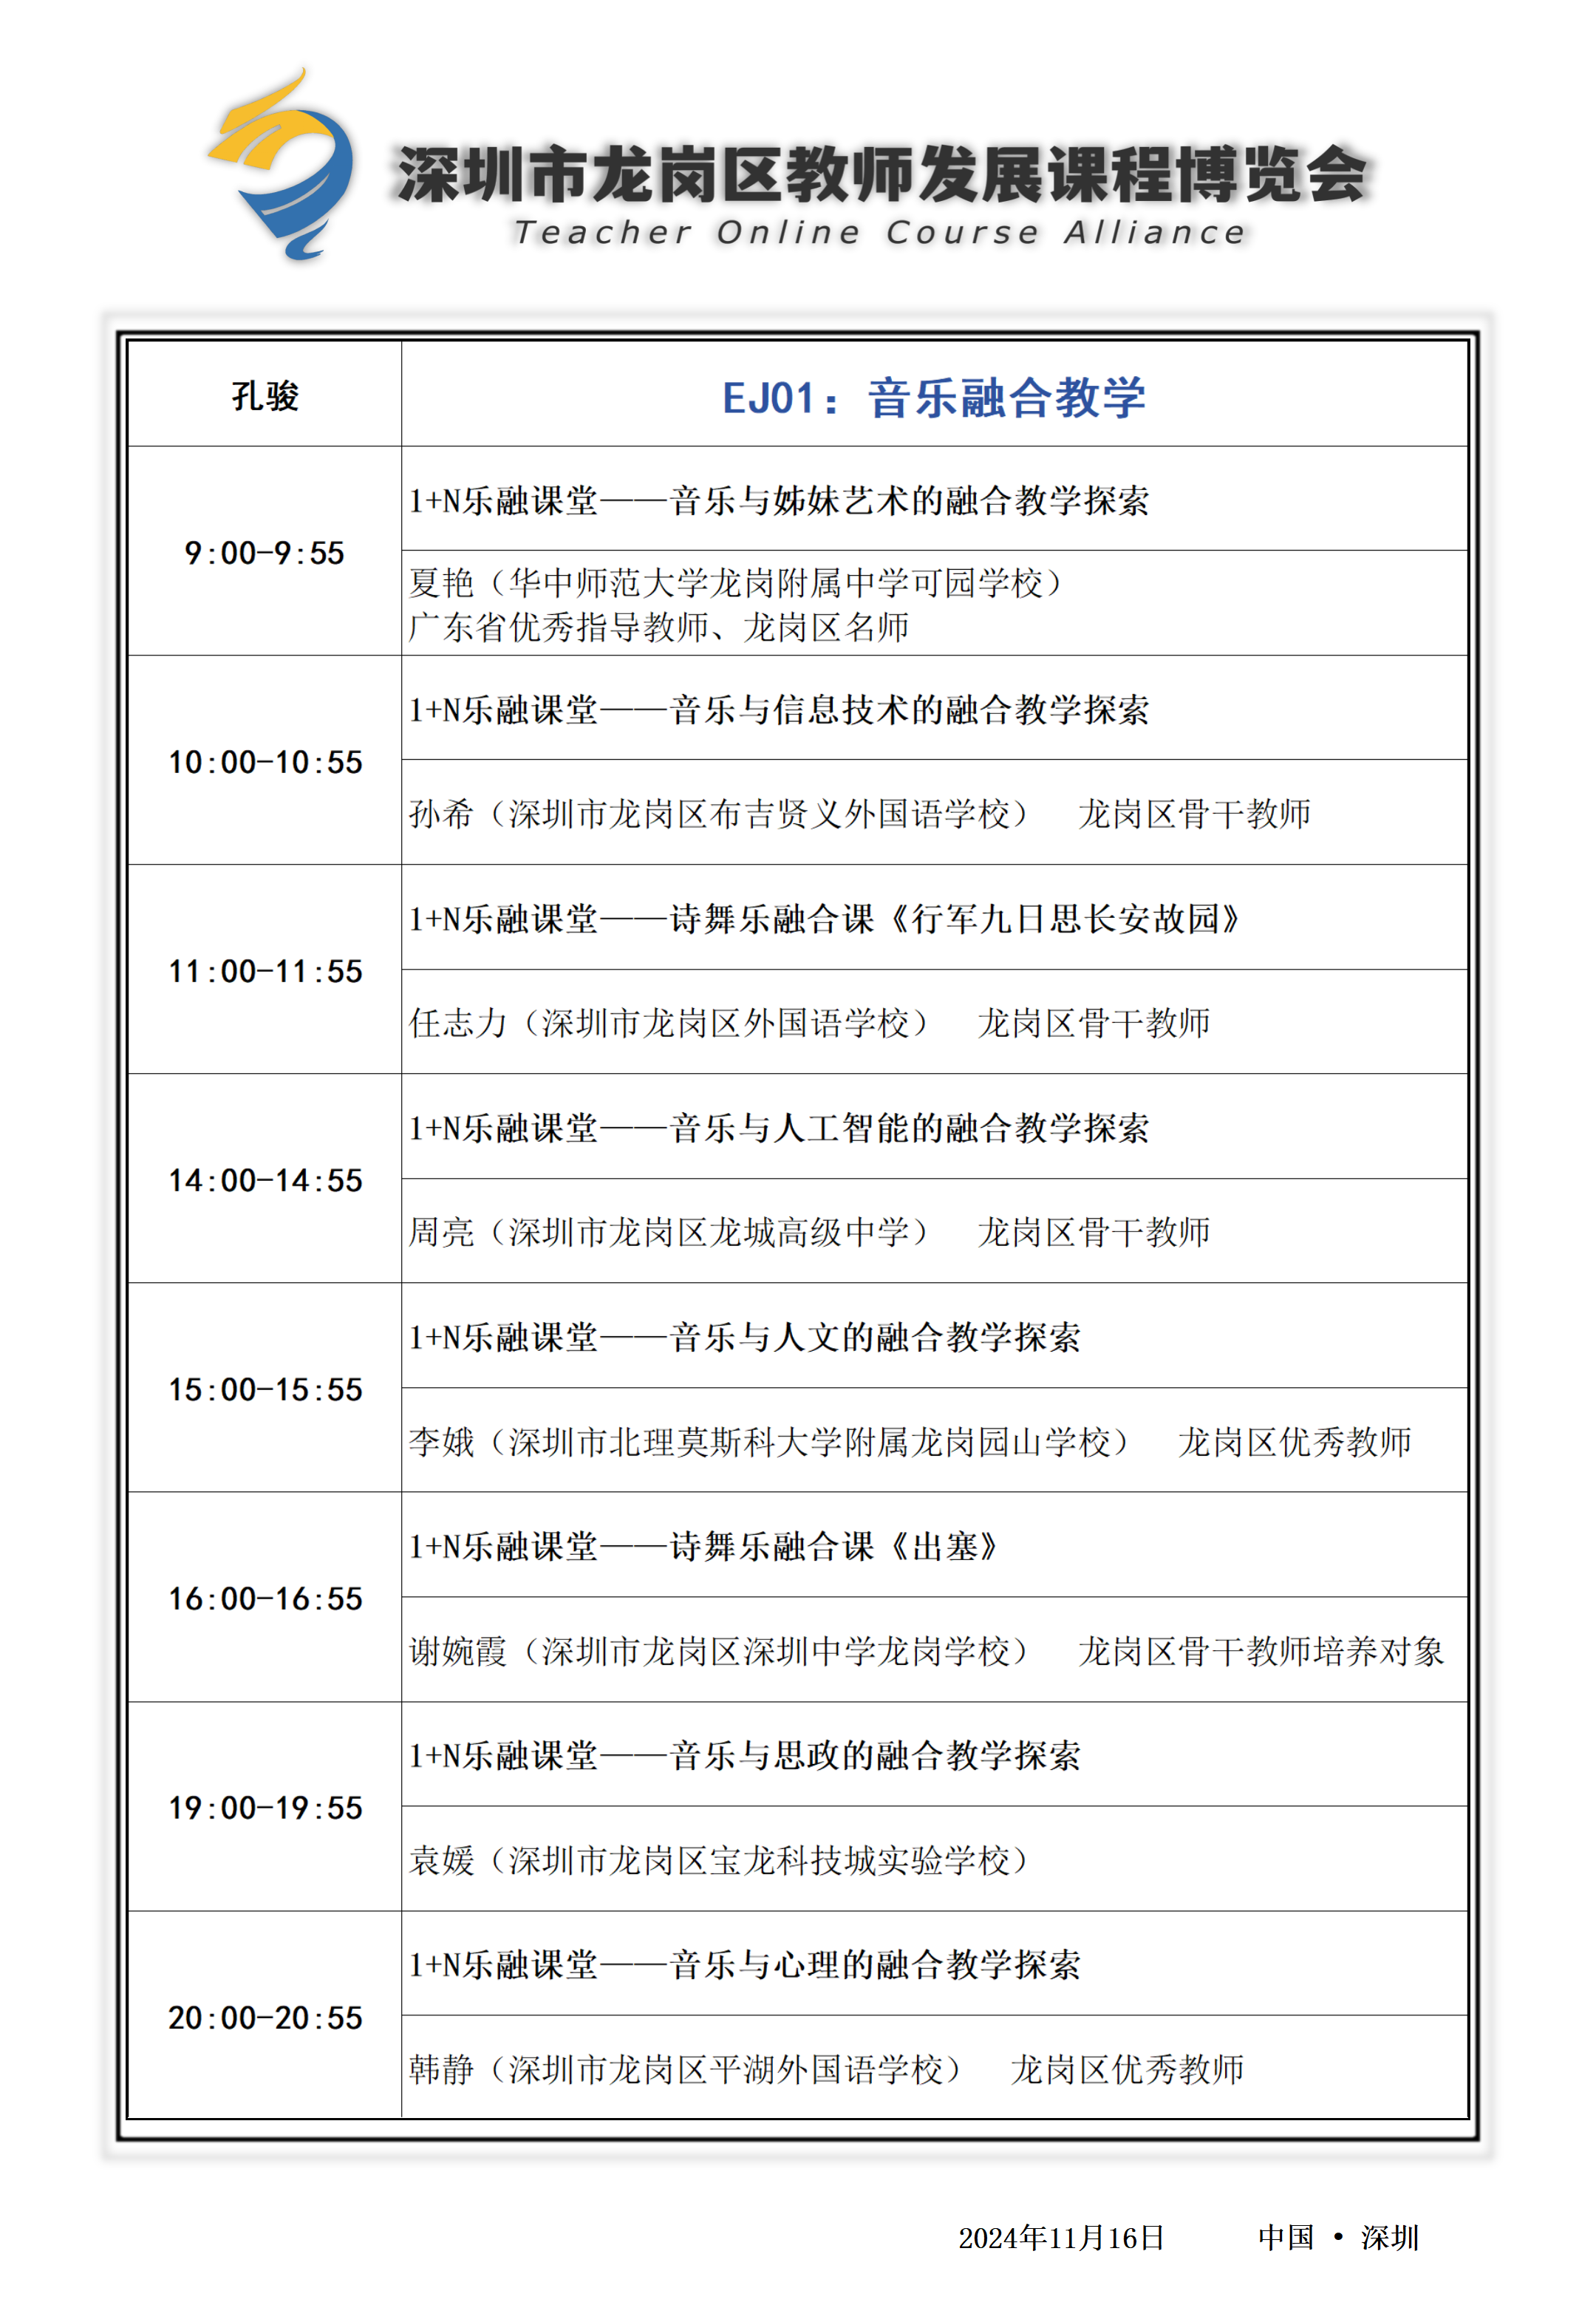 深圳市龙岗区教师发展课程博览会
Teacher Online Course Alliance
孔骏
EJ01：音乐融合教学
9:00-9:55
1+N乐融课堂——音乐与姊妹艺术的融合教学探索
夏艳（华中师范大学龙岗附属中学可园学校）
广东省优秀指导教师、龙岗区名师
10:00-10:55
1+N乐融课堂——音乐与信息技术的融合教学探索
孙希（深圳市龙岗区布吉贤义外国语学校） 龙岗区骨干教师
11:00-11:55
1+N乐融课堂——诗舞乐融合课《行军九日思长安故园》
任志力（深圳市龙岗区外国语学校） 龙岗区骨干教师
14:00-14:55
1+N乐融课堂——音乐与人工智能的融合教学探索
周亮（深圳市龙岗区龙城高级中学） 龙岗区骨干教师
15:00-15:55
1+N乐融课堂——音乐与人文的融合教学探索
李娥（深圳市北理莫斯科大学附属龙岗园山学校） 龙岗区优秀教师
16:00-16:55
1+N乐融课堂——诗舞乐融合课《出塞》
谢婉霞（深圳市龙岗区深圳中学龙岗学校） 龙岗区骨干教师培养对象
19:00-19:55
1+N乐融课堂——音乐与思政的融合教学探索
袁媛（深圳市龙岗区宝龙科技城实验学校）
20:00-20:55
1+N乐融课堂——音乐与心理的融合教学探索
韩静（深圳市龙岗区平湖外国语学校） 龙岗区优秀教师
2024年11月16日 中国 • 深圳